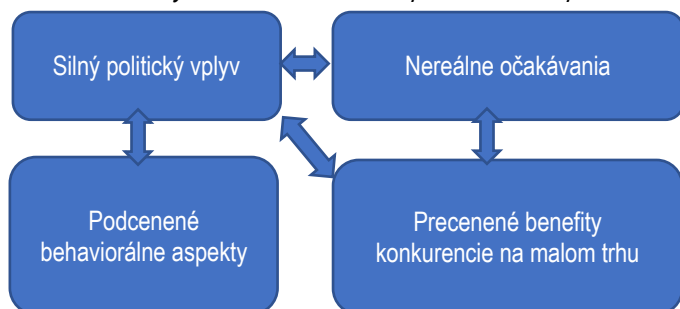 Silný politický vplyv
Nereálne očakávania
Podcenené
behaviorálne aspekty
Precenené benefity
konkurencie na malom trhu